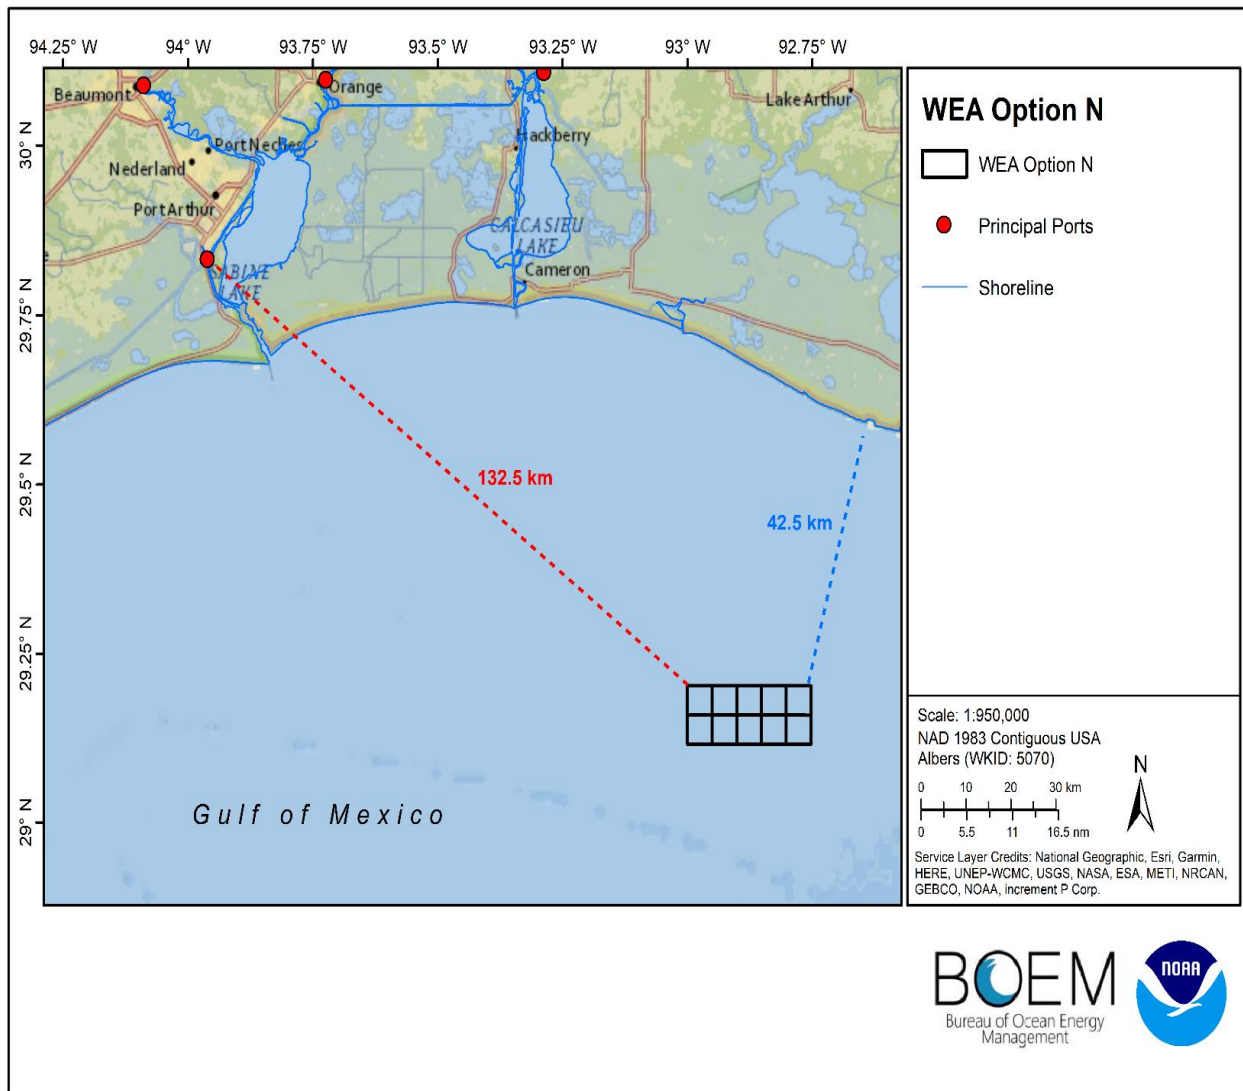 94.25° W 94° W 93.75° W 93.5° W 93.25° W 93° W 92.75° W
30° N
29.75° N
29.5° N
29.25° N
29° N
Beaumont
Orange
Lake Arthur
Port Neches
Hackberry
Nederland
Port Arthur
CALCASIEU
LAKE
SABINE
LAKE
Cameron
132.5 km
42.5 km
Gulf of Mexico
WEA Option N
WEA Option N
Principal Ports
Shoreline
Scale: 1:950,000
NAD 1983 Contiguous USA
Albers (WKID: 5070)
N
0 10 20 30 km
0 5.5 11 16.5 nm
Service Layer Credits: National Geographic, Esri, Garmin,
HERE, UNEP-WCMC, USGS, NASA, ESA, METI, NRCAN,
GEBCO, NOAA, increment P Corp.
BOEM
Bureau of Ocean Energy
Management
NOAA